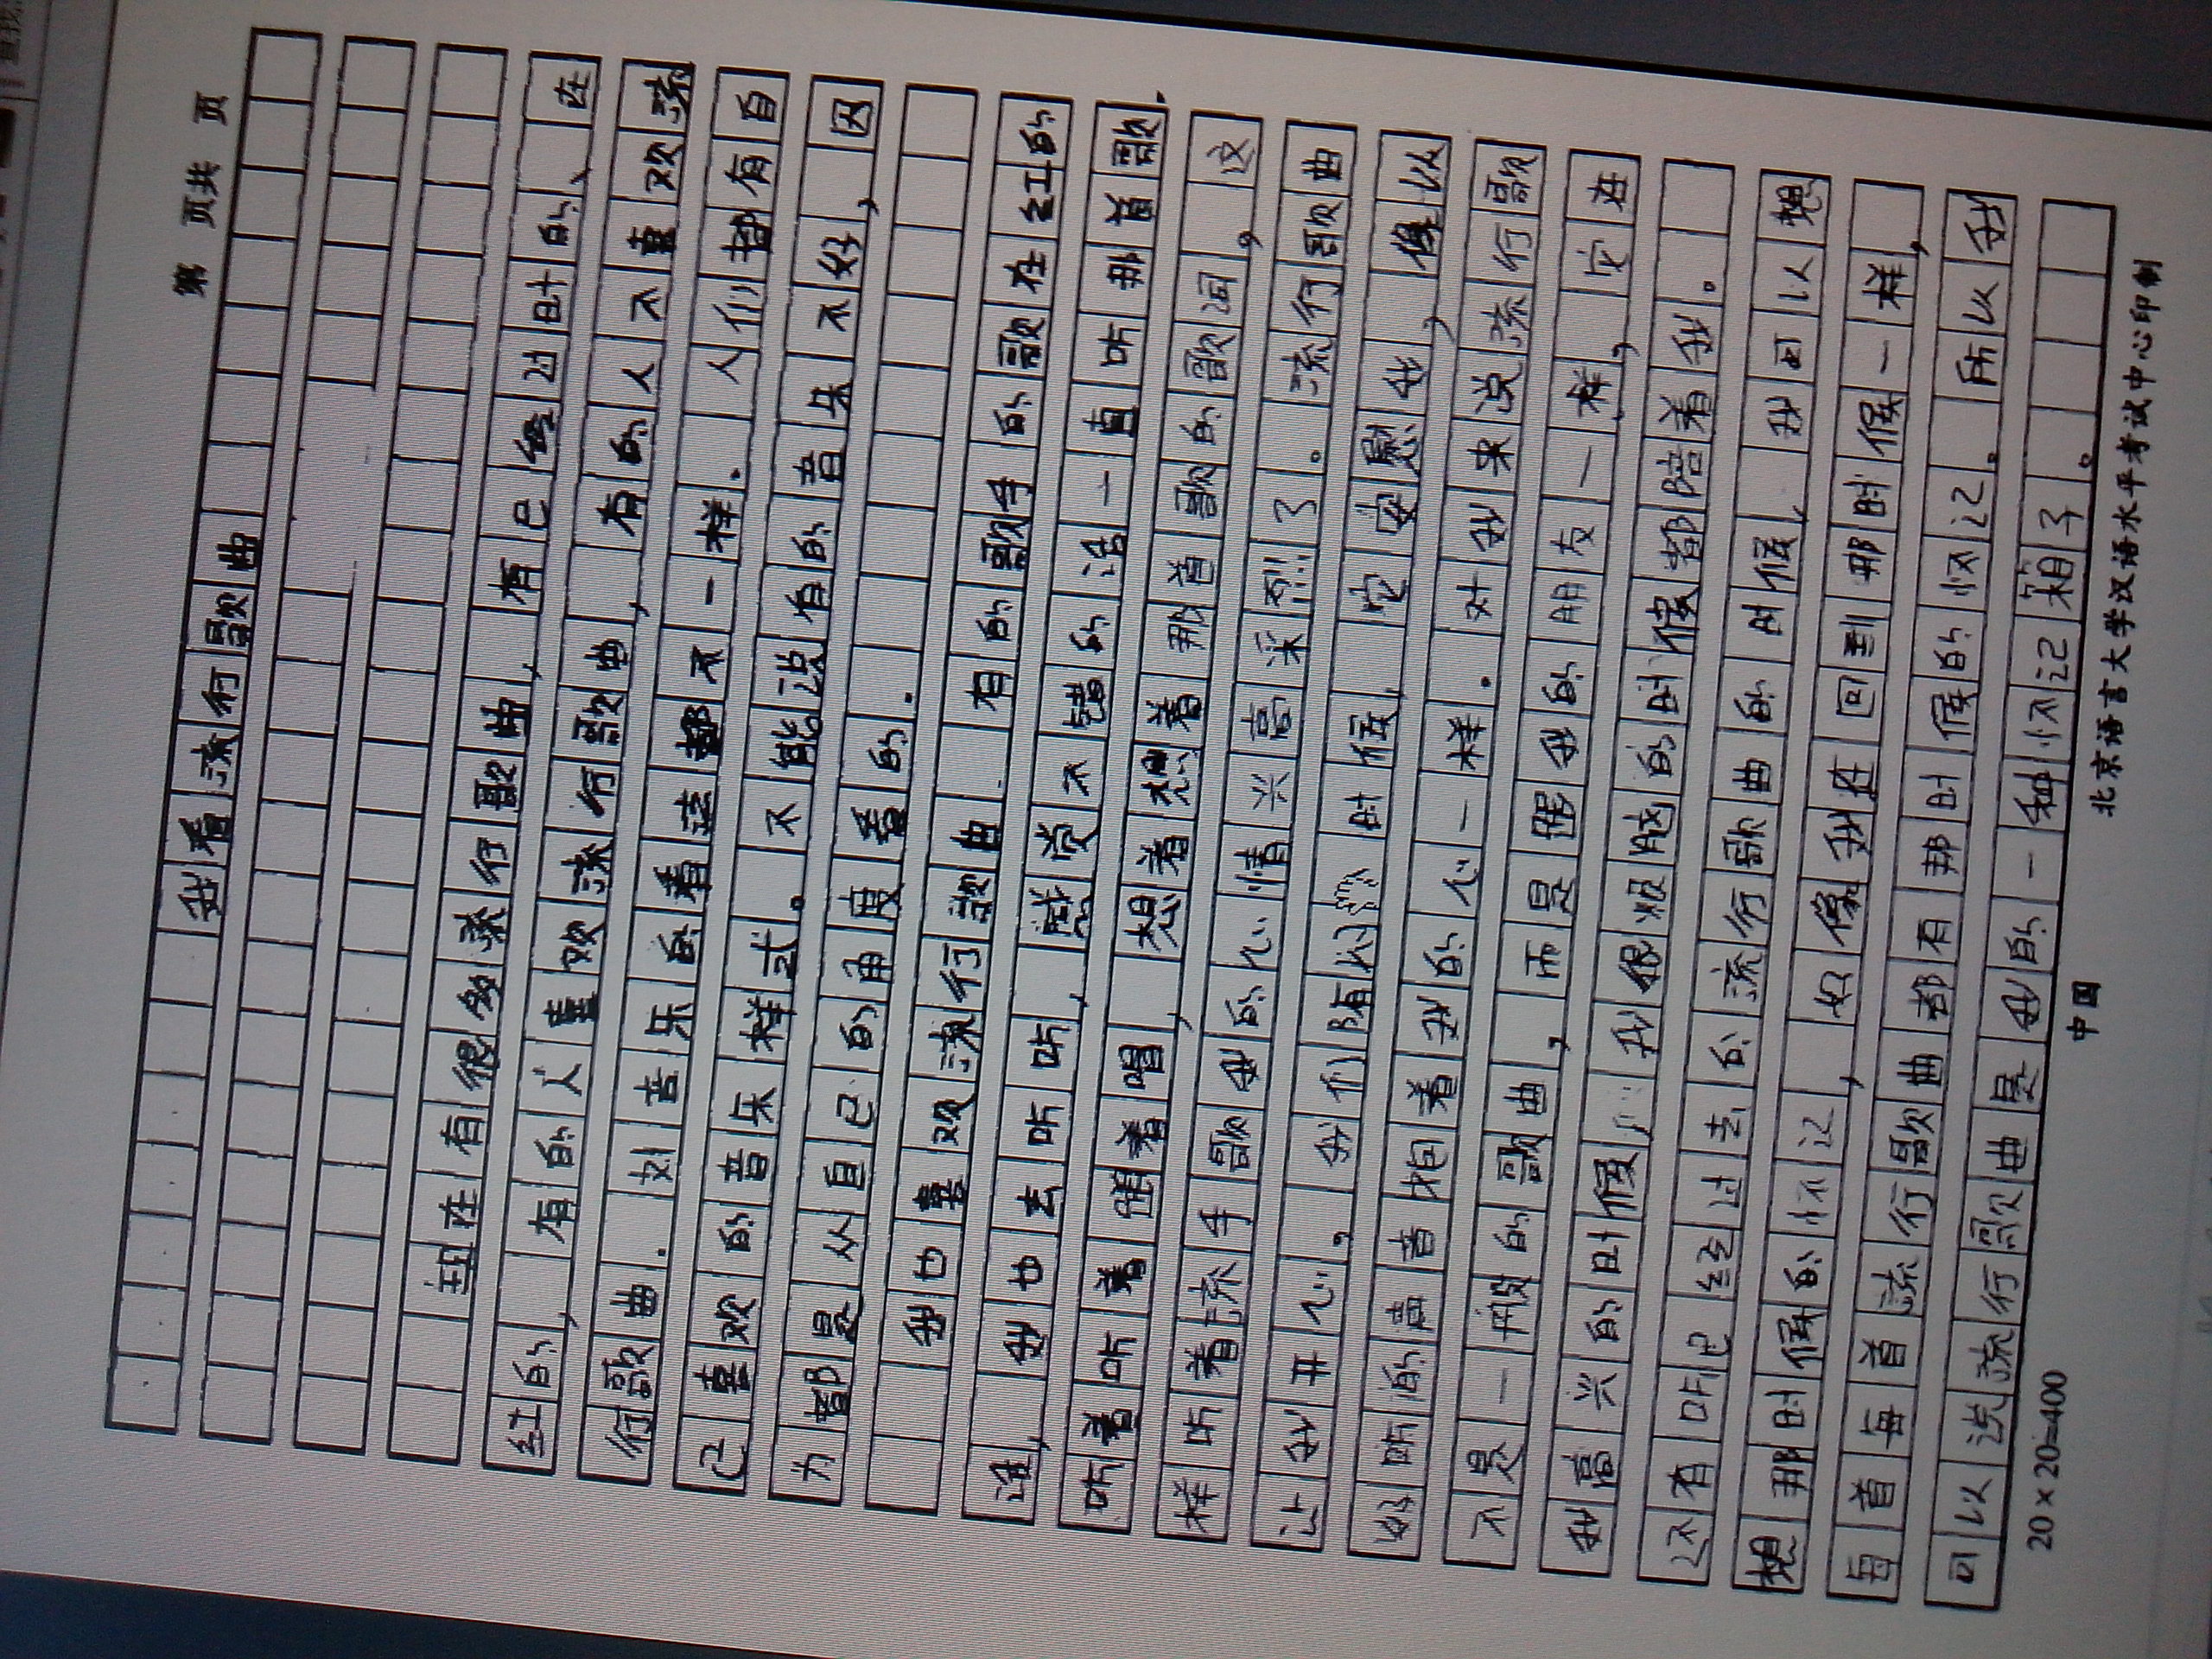 第 页共 页
我看流行歌曲
现在有很多流行歌曲，有已经过时的、在
红的，有的人喜欢流行歌曲，有的人不喜欢流
行歌曲．对音乐的看法都不一样．人们都有自
己喜欢的音乐样式。不能说有的音乐不好，因
为都是从自己的角度看的．
我也喜欢流行歌曲 有的歌手的歌在红的
话，我也去听听，感觉不错的话一直听那首歌．
听着听着跟着唱，想着想着那首歌的歌词，这
样听着流手歌我的心情兴高采烈了。流行歌曲
让我开心。我们 时候，它安慰我，像以
好听的声音抱着我的心一样．对我来说流行歌
不是一般的歌曲，而是跟我的朋友一样，它在
我高兴的时候，我很烦恼的时候都陪着我。
还有听已经过去的流行歌曲的时候，我可以想
想那时候的怀记，好像我在回到那时候一样，
每首每首流行歌曲都有那时候的怀记。所以我
可以说流行歌曲是我的一种怀记箱子。
20×20=400
中国
北京语言大学汉语水平考试中心印制